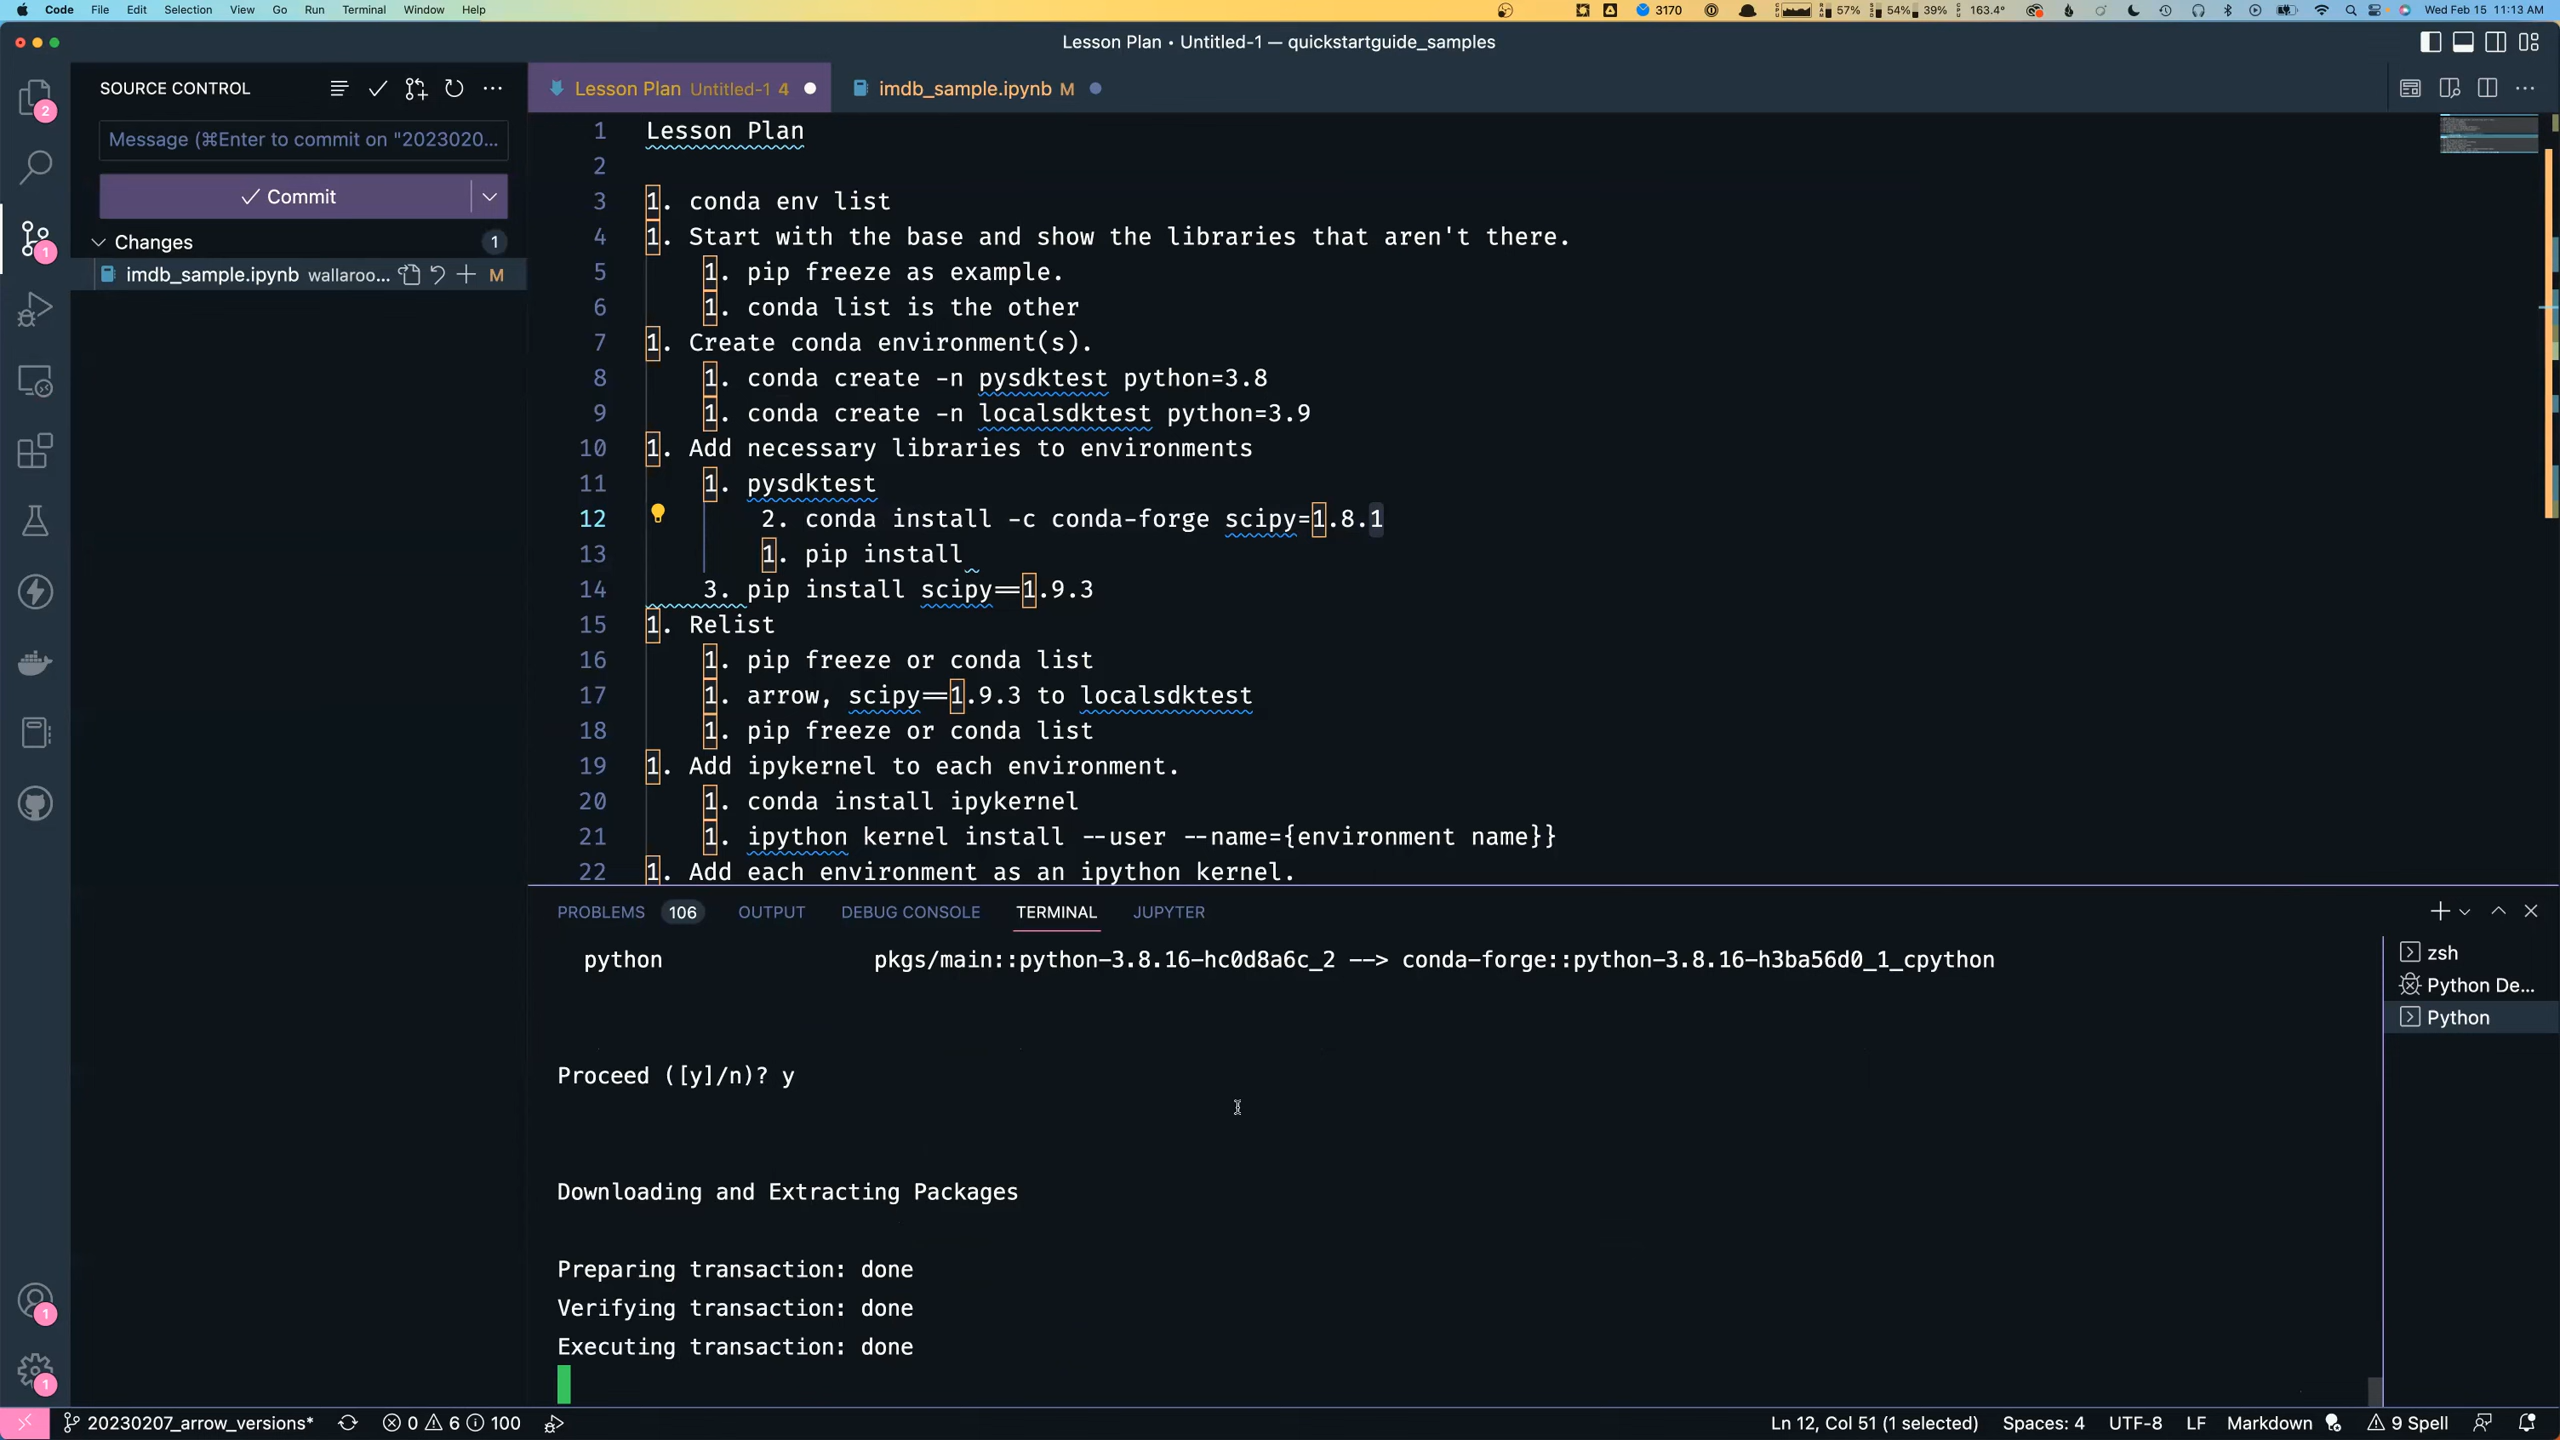 Code File Edit Selection View Go Run Terminal Window Help
3170 57% 54% 39% 163.4° Wed Feb 15 11:13 AM
Lesson Plan • Untitled-1 — quickstartguide_samples
SOURCE CONTROL
Lesson Plan Untitled-1 4
imdb_sample.ipynb M
Message (⌘Enter to commit on "2023020...
Commit
Changes 1
imdb_sample.ipynb wallaroo... M
2
1
1
1
1 Lesson Plan
2
3 1. conda env list
4 1. Start with the base and show the libraries that aren't there.
5 1. pip freeze as example.
6 1. conda list is the other
7 1. Create conda environment(s).
8 1. conda create -n pysdktest python=3.8
9 1. conda create -n localsdktest python=3.9
10 1. Add necessary libraries to environments
11 1. pysdktest
12 2. conda install -c conda-forge scipy=1.8.1
13 1. pip install
14 3. pip install scipy==1.9.3
15 1. Relist
16 1. pip freeze or conda list
17 1. arrow, scipy==1.9.3 to localsdktest
18 1. pip freeze or conda list
19 1. Add ipykernel to each environment.
20 1. conda install ipykernel
21 1. ipython kernel install --user --name={environment name}}
22 1. Add each environment as an ipython kernel.
PROBLEMS 106 OUTPUT DEBUG CONSOLE TERMINAL JUPYTER
python pkgs/main::python-3.8.16-hc0d8a6c_2 --> conda-forge::python-3.8.16-h3ba56d0_1_cpython
Proceed ([y]/n)? y
Downloading and Extracting Packages
Preparing transaction: done
Verifying transaction: done
Executing transaction: done
zsh
Python De...
Python
20230207_arrow_versions* 0 6 100
Ln 12, Col 51 (1 selected) Spaces: 4 UTF-8 LF Markdown 9 Spell